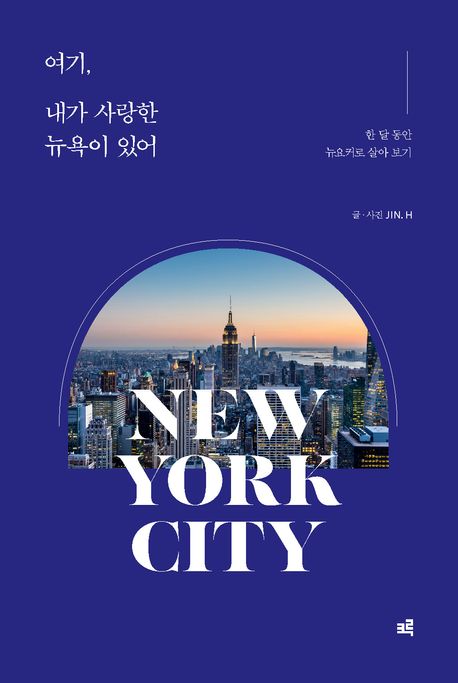 여기,
내가 사랑한
뉴욕이 있어
한 달 동안
뉴요커로 살아 보기
글·사진 JIN. H
NEW
YORK
CITY
크루